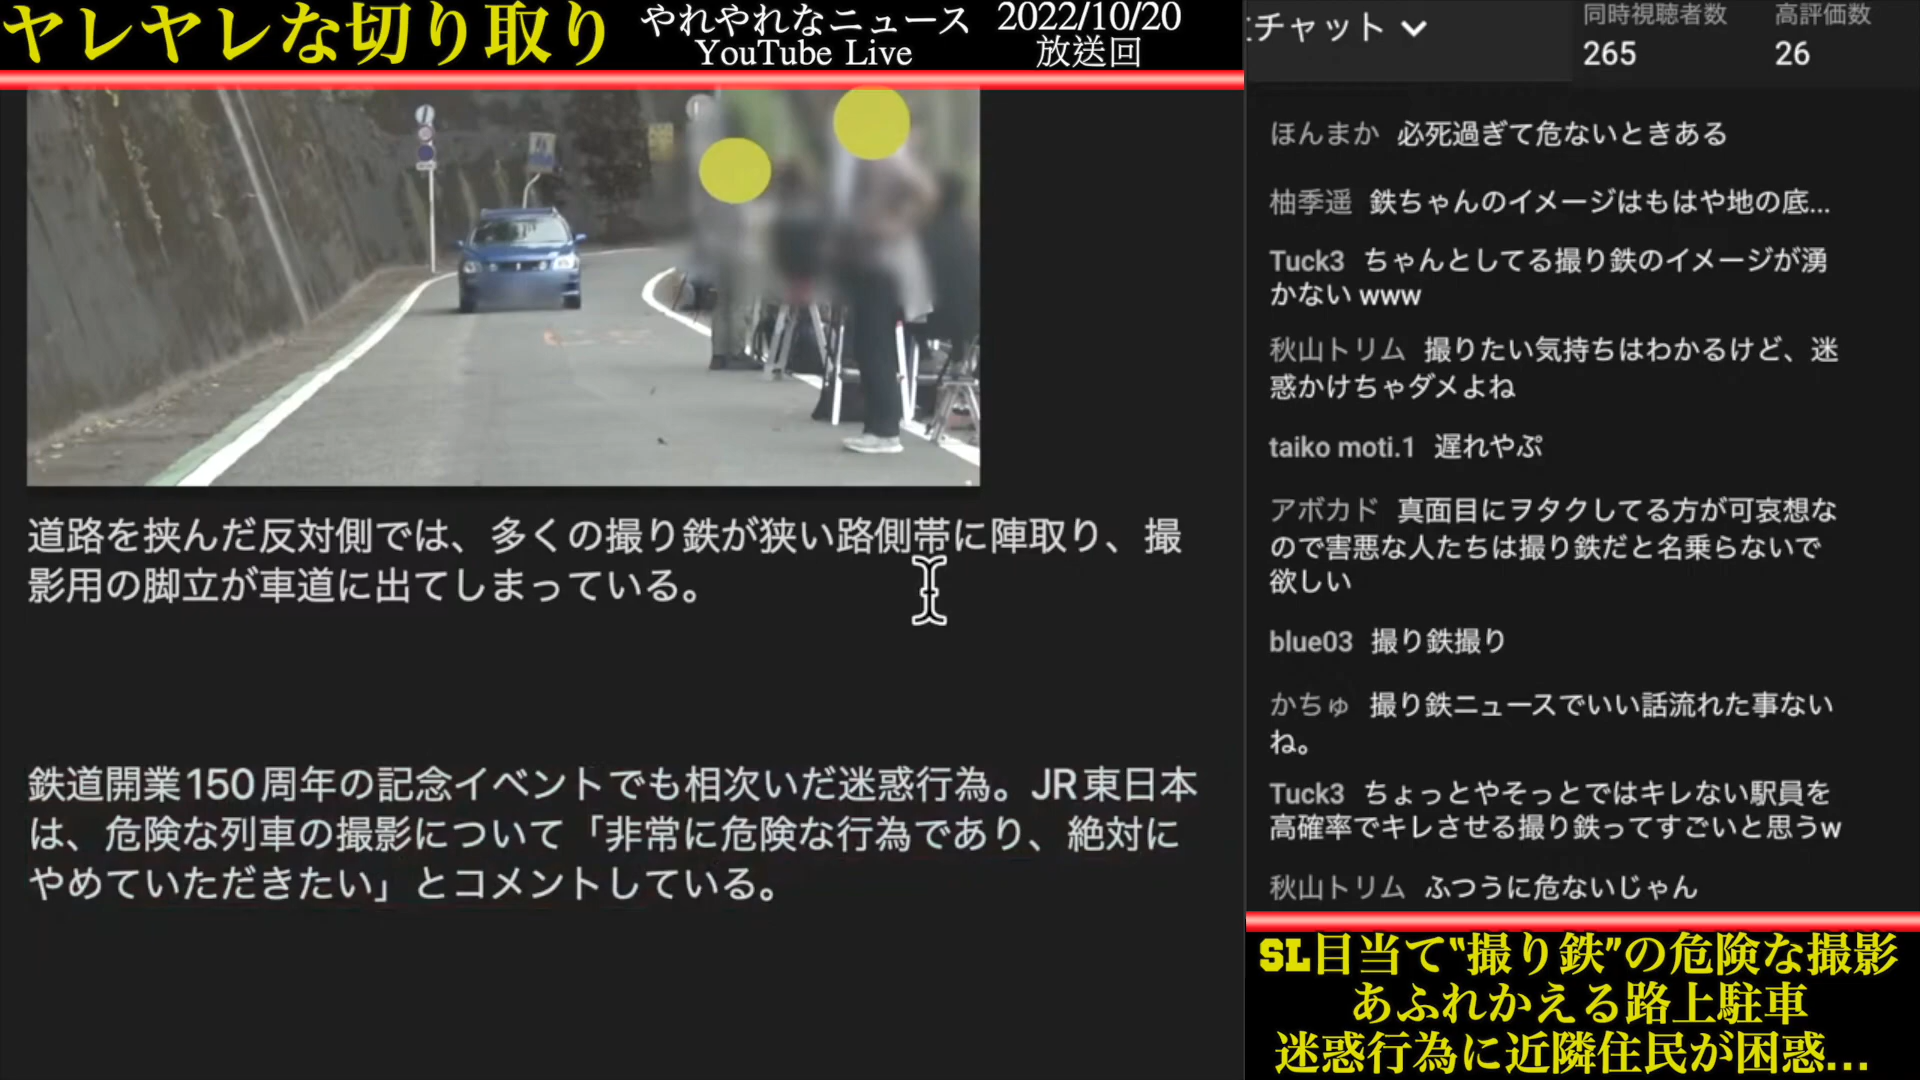 ヤレヤレな切り取り
やれやれなニュース
YouTube Live
2022/10/20
放送回
チャット
同時視聴者数
265
高評価数
26
ほんまか 必死過ぎて危ないときある
柚季遥 鉄ちゃんのイメージはもはや地の底...
Tuck3 ちゃんとしてる撮り鉄のイメージが湧
かない www
秋山トリム 撮りたい気持ちはわかるけど、迷
惑かけちゃダメよね
taiko moti.1 遅れやぷ
アボカド 真面目にヲタクしてる方が可哀想な
ので害悪な人たちは撮り鉄だと名乗らないで
欲しい
blue03 撮り鉄撮り
かちゅ 撮り鉄ニュースでいい話流れた事ない
ね。
Tuck3 ちょっとやそっとではキレない駅員を
高確率でキレさせる撮り鉄ってすごいと思うw
秋山トリム ふつうに危ないじゃん
道路を挟んだ反対側では、多くの撮り鉄が狭い路側帯に陣取り、撮
影用の脚立が車道に出てしまっている。
鉄道開業150周年の記念イベントでも相次いだ迷惑行為。JR東日本
は、危険な列車の撮影について「非常に危険な行為であり、絶対に
やめていただきたい」とコメントしている。
SL目当て“撮り鉄”の危険な撮影
あふれかえる路上駐車
迷惑行為に近隣住民が困惑...